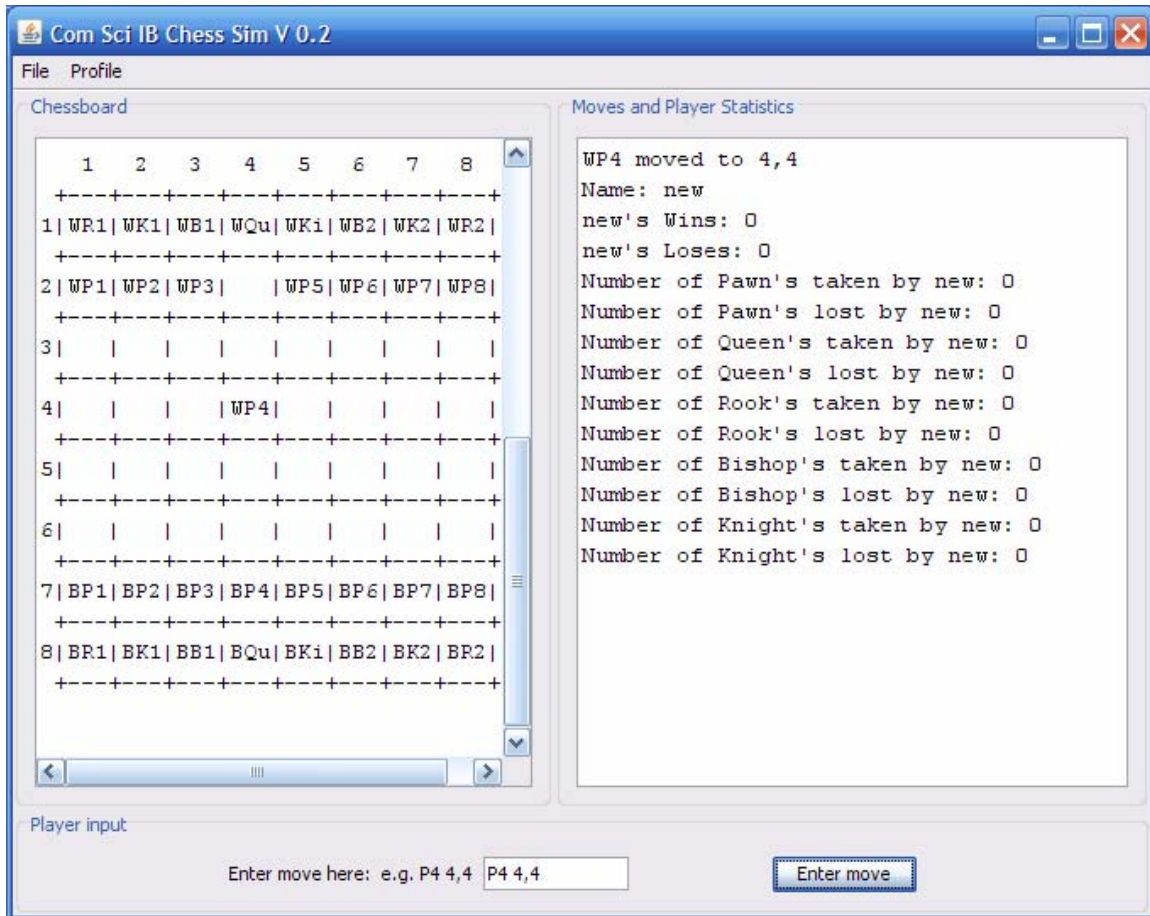 Com Sci IB Chess Sim V 0.2
File Profile
Chessboard
1 2 3 4 5 6 7 8
+---+---+---+---+---+---+---+---+
1|WR1|WK1|WB1|WQu|WKi|WB2|WK2|WR2|
+---+---+---+---+---+---+---+---+
2|WP1|WP2|WP3|   |WP5|WP6|WP7|WP8|
+---+---+---+---+---+---+---+---+
3|   |   |   |   |   |   |   |   |
+---+---+---+---+---+---+---+---+
4|   |   |   |WP4|   |   |   |   |
+---+---+---+---+---+---+---+---+
5|   |   |   |   |   |   |   |   |
+---+---+---+---+---+---+---+---+
6|   |   |   |   |   |   |   |   |
+---+---+---+---+---+---+---+---+
7|BP1|BP2|BP3|BP4|BP5|BP6|BP7|BP8|
+---+---+---+---+---+---+---+---+
8|BR1|BK1|BB1|BQu|BKi|BB2|BK2|BR2|
+---+---+---+---+---+---+---+---+
Moves and Player Statistics
WP4 moved to 4,4
Name: new
new's Wins: 0
new's Loses: 0
Number of Pawn's taken by new: 0
Number of Pawn's lost by new: 0
Number of Queen's taken by new: 0
Number of Queen's lost by new: 0
Number of Rook's taken by new: 0
Number of Rook's lost by new: 0
Number of Bishop's taken by new: 0
Number of Bishop's lost by new: 0
Number of Knight's taken by new: 0
Number of Knight's lost by new: 0
Player input
Enter move here: e.g. P4 4,4 P4 4,4 Enter move